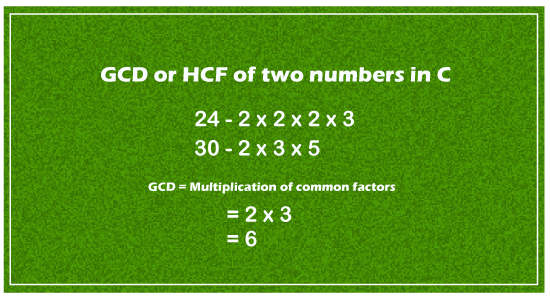 GCD or HCF of two numbers in C
24 - 2 x 2 x 2 x 3
30 - 2 x 3 x 5
GCD = Multiplication of common factors
= 2 x 3
= 6